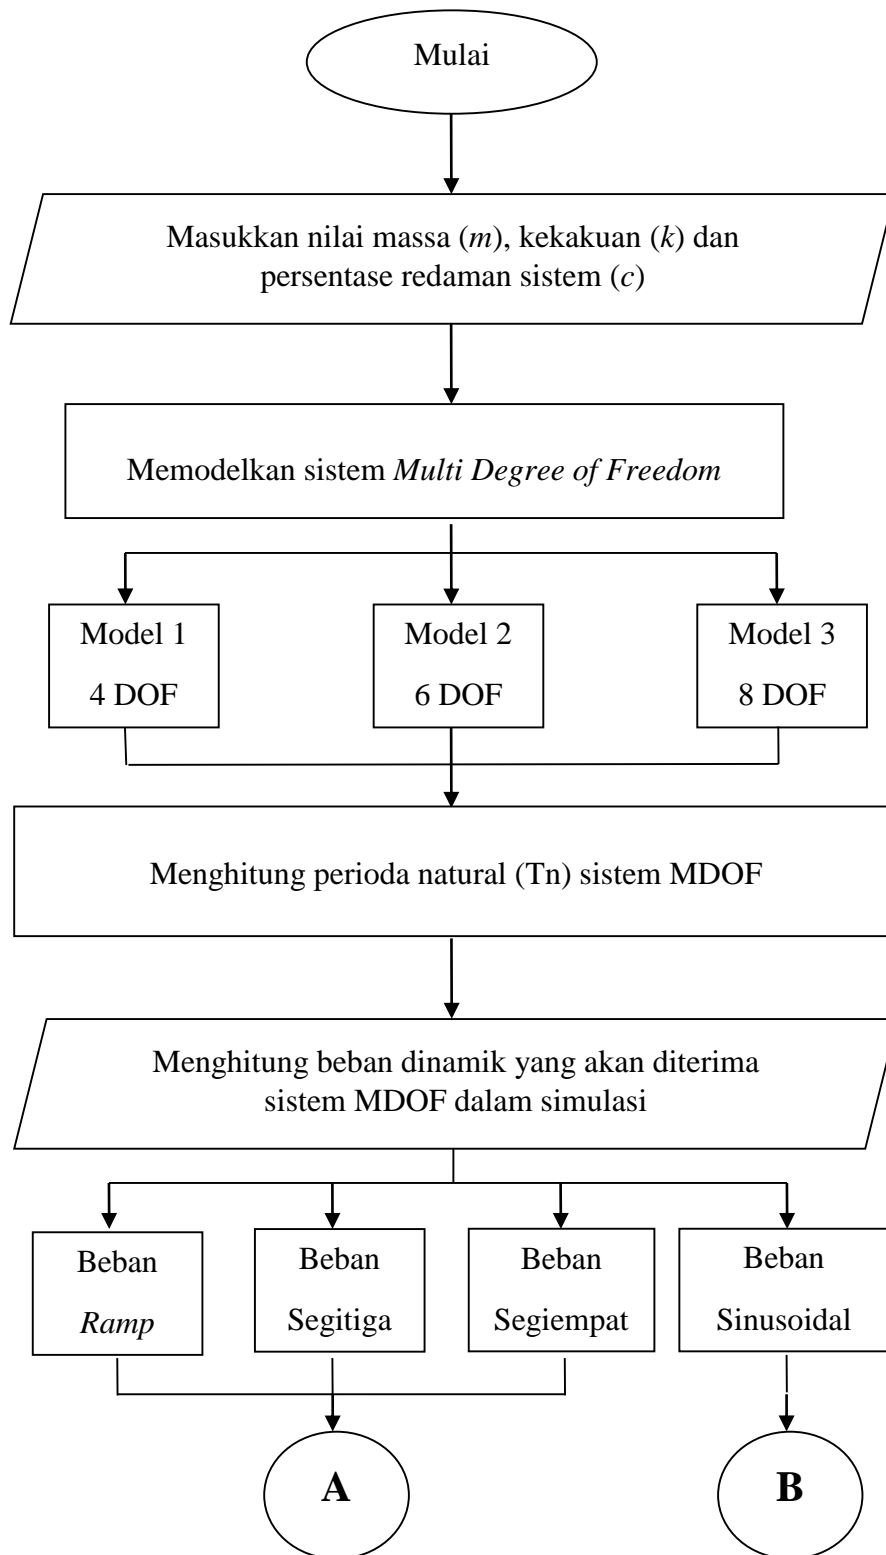 Mulai
Masukkan nilai massa (m), kekakuan (k) dan
persentase redaman sistem (c)
Memodelkan sistem Multi Degree of Freedom
Model 1
4 DOF
Model 2
6 DOF
Model 3
8 DOF
Menghitung perioda natural (Tn) sistem MDOF
Menghitung beban dinamik yang akan diterima
sistem MDOF dalam simulasi
Beban
Ramp
Beban
Segitiga
Beban
Segiempat
Beban
Sinusoidal
A
B